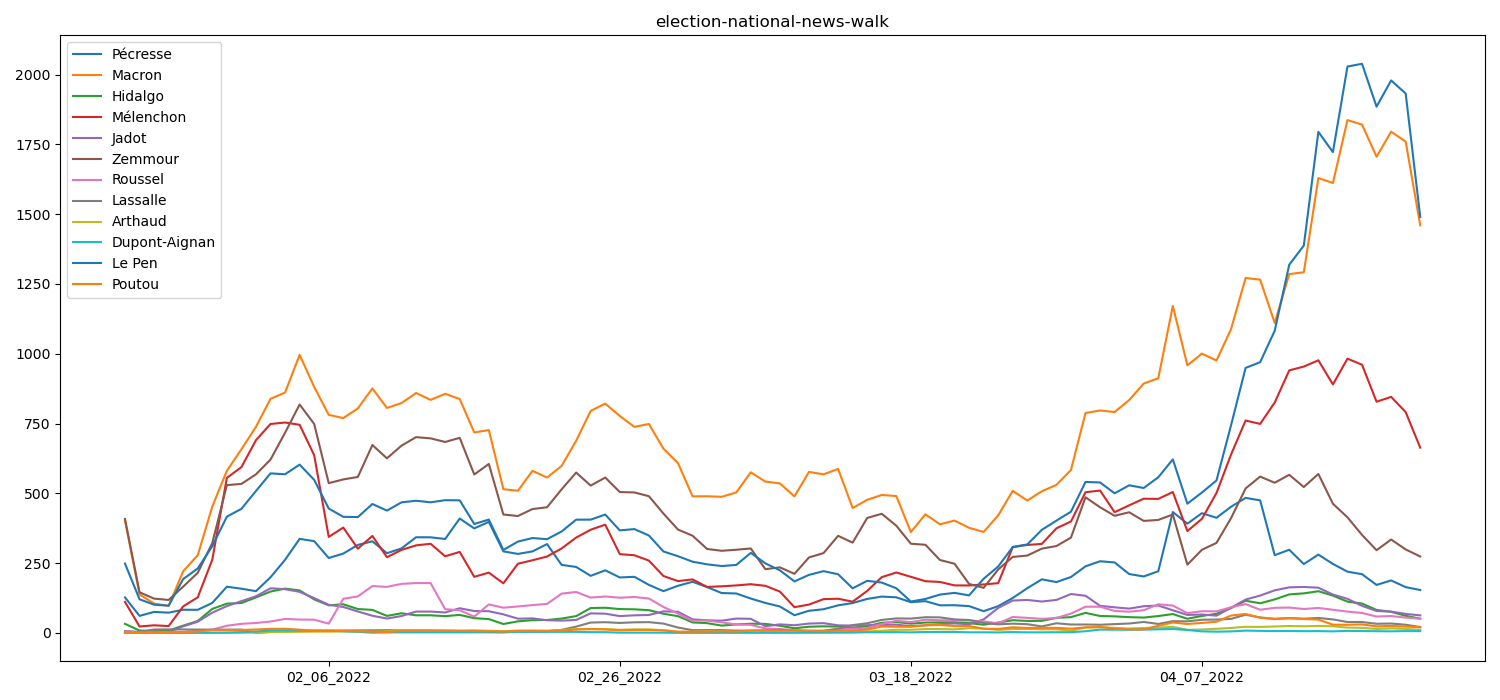 election-national-news-walk
Pécresse
Macron
Hidalgo
Mélenchon
Jadot
Zemmour
Roussel
Lassalle
Arthaud
Dupont-Aignan
Le Pen
Poutou
2000
1750
1500
1250
1000
750
500
250
0
02_06_2022
02_26_2022
03_18_2022
04_07_2022